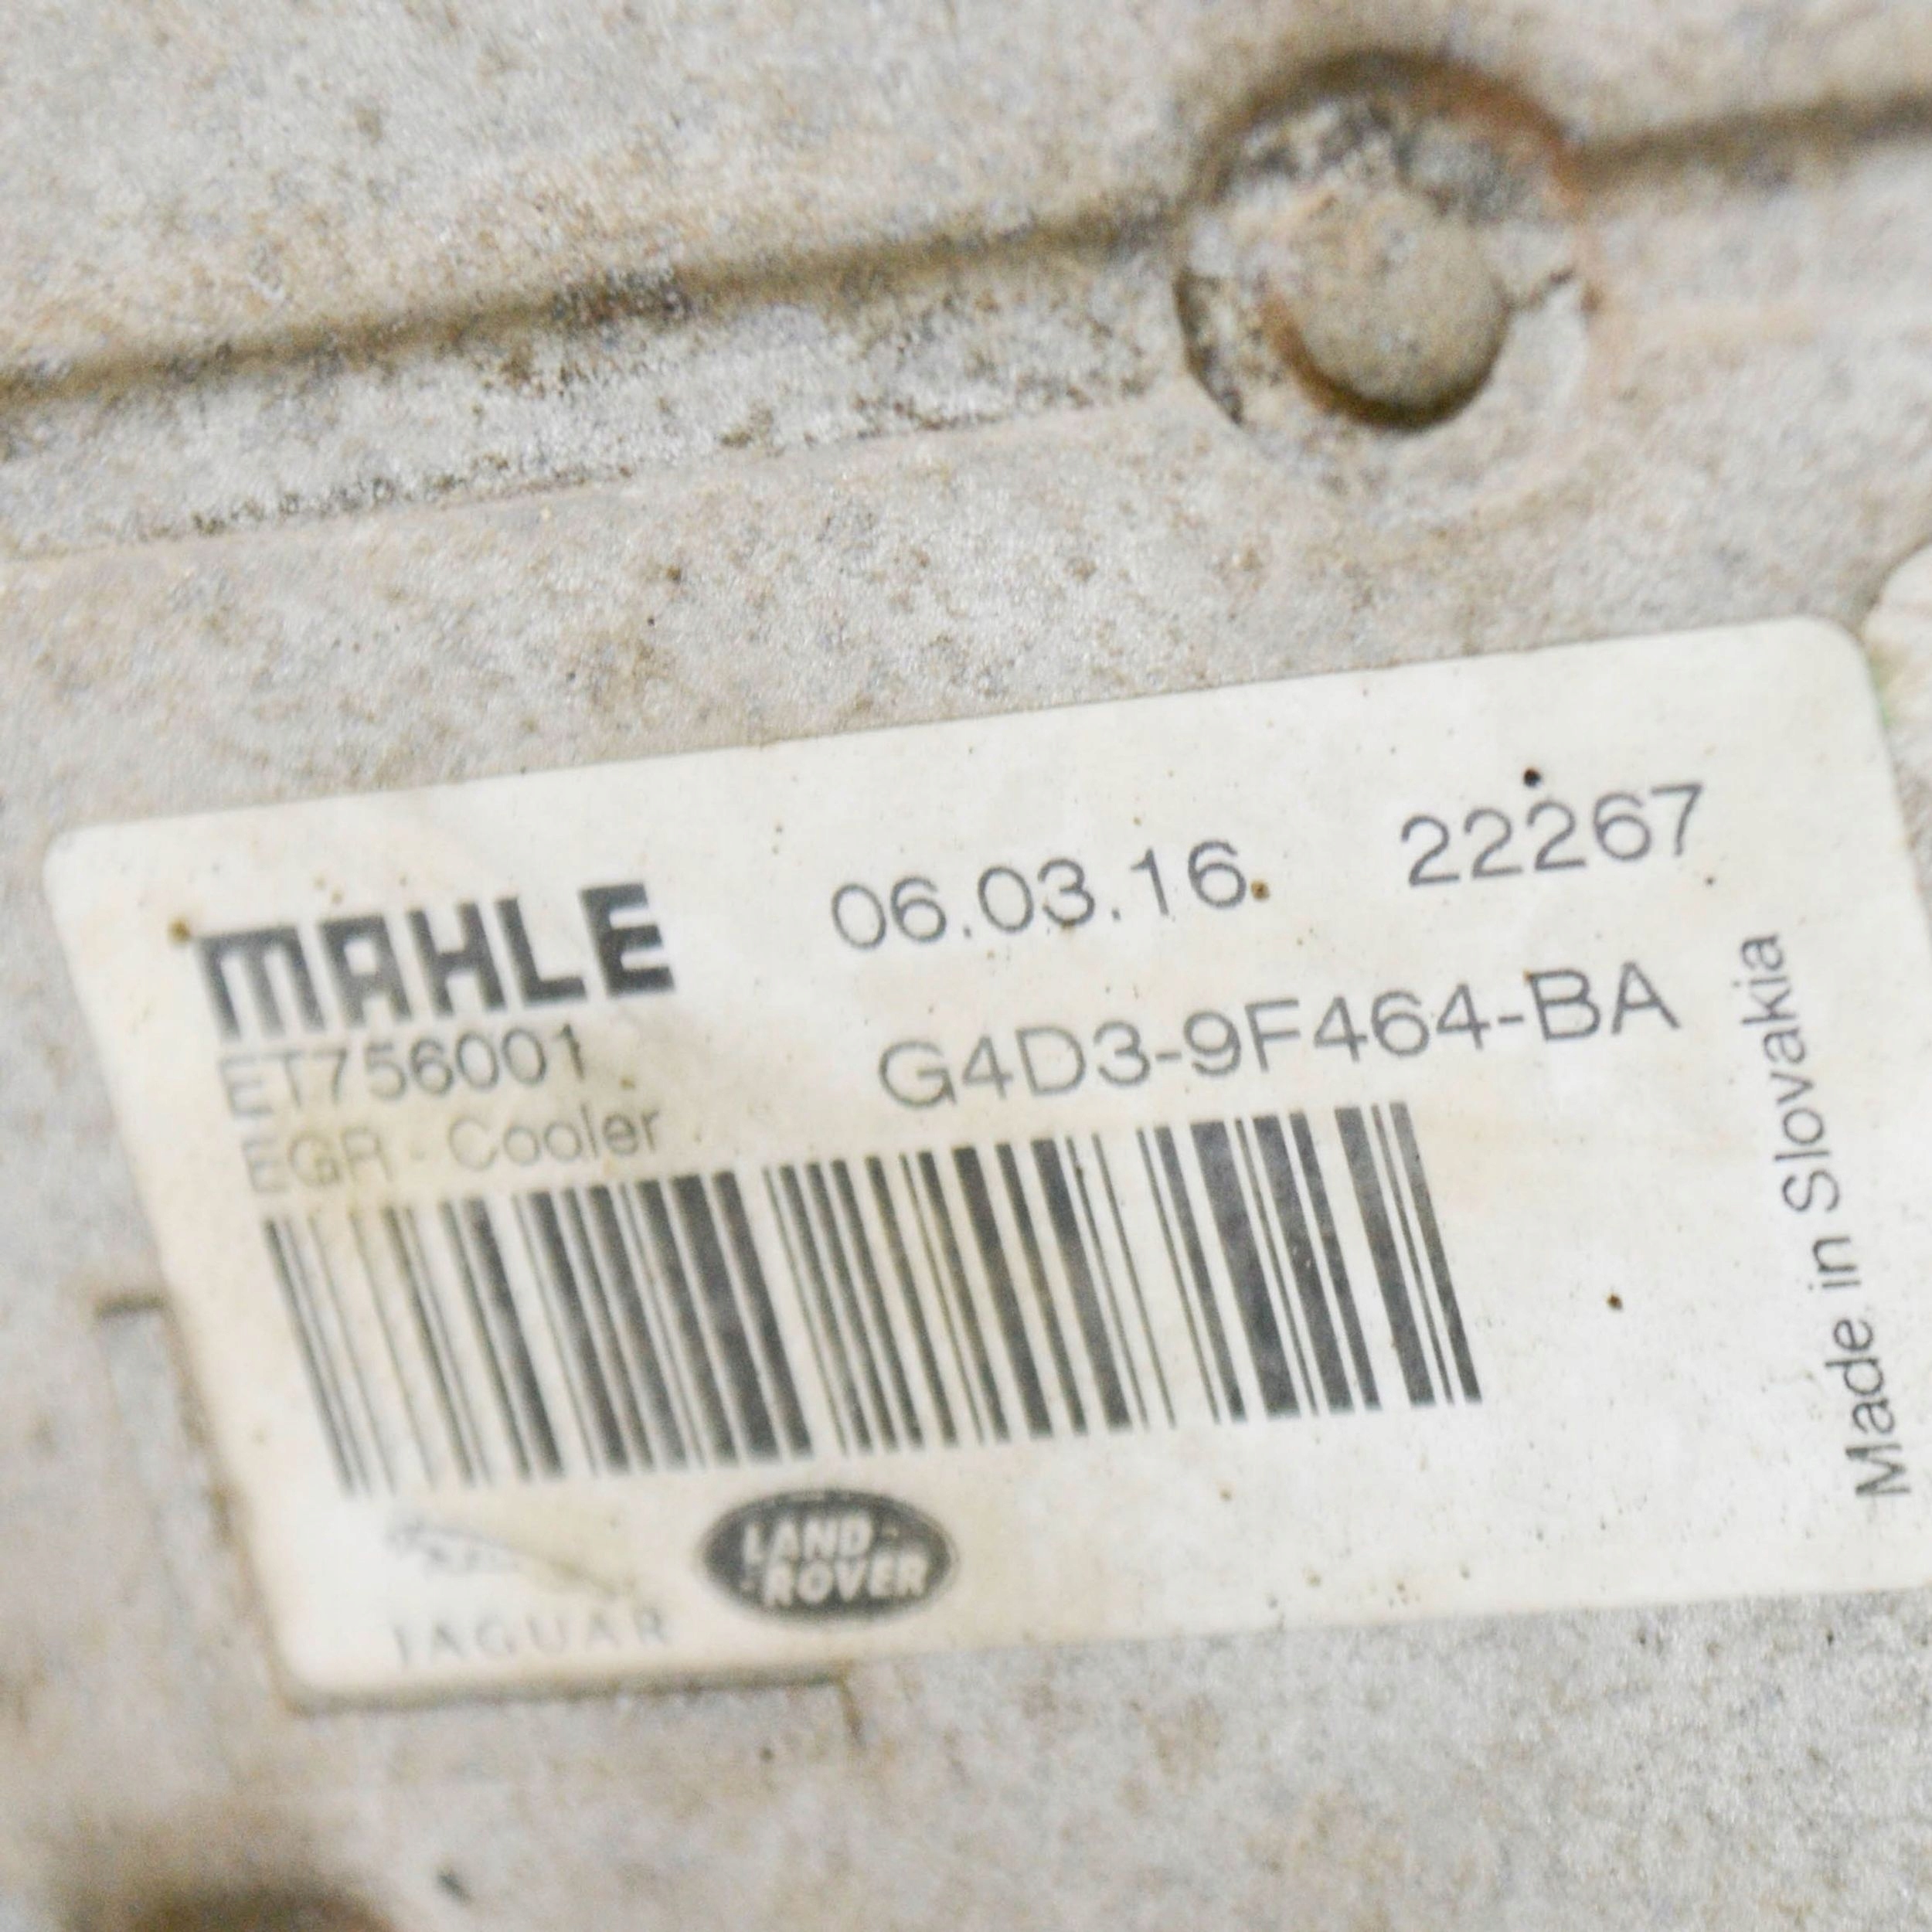 MAHLE 06.03.16. 22267
ET756001 G4D3-9F464-BA
EGR - Cooler
Made in Slovakia
JAGUAR
LAND-
-ROVER